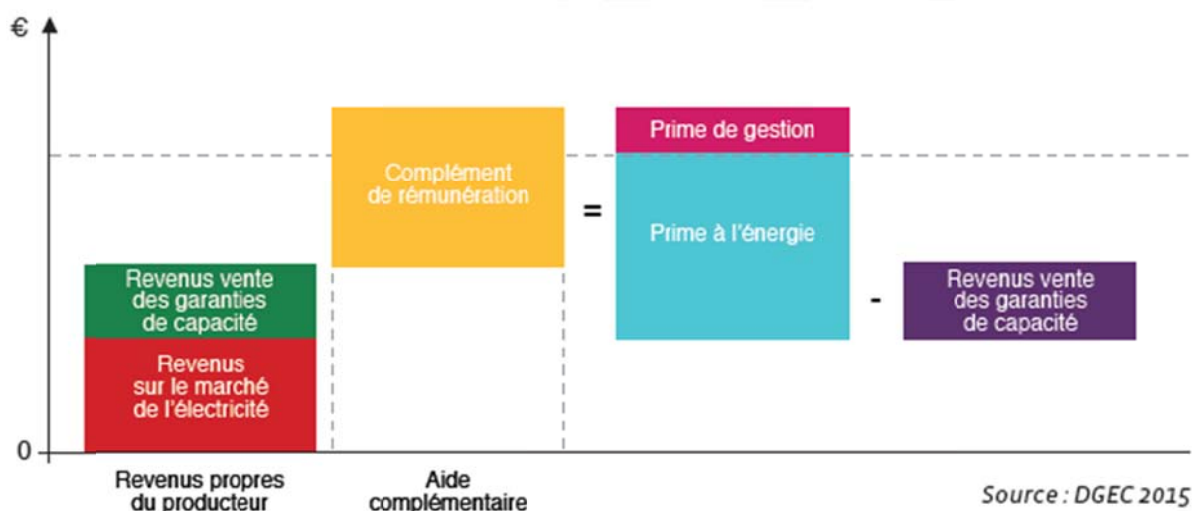 €
Prime de gestion
Complément
de rémunération
=
Prime à l'énergie
Revenus vente
des garanties
de capacité
-
Revenus vente
des garanties
de capacité
Revenus
sur le marché
de l'électricité
0
Revenus propres
du producteur
Aide
complémentaire
Source : DGEC 2015